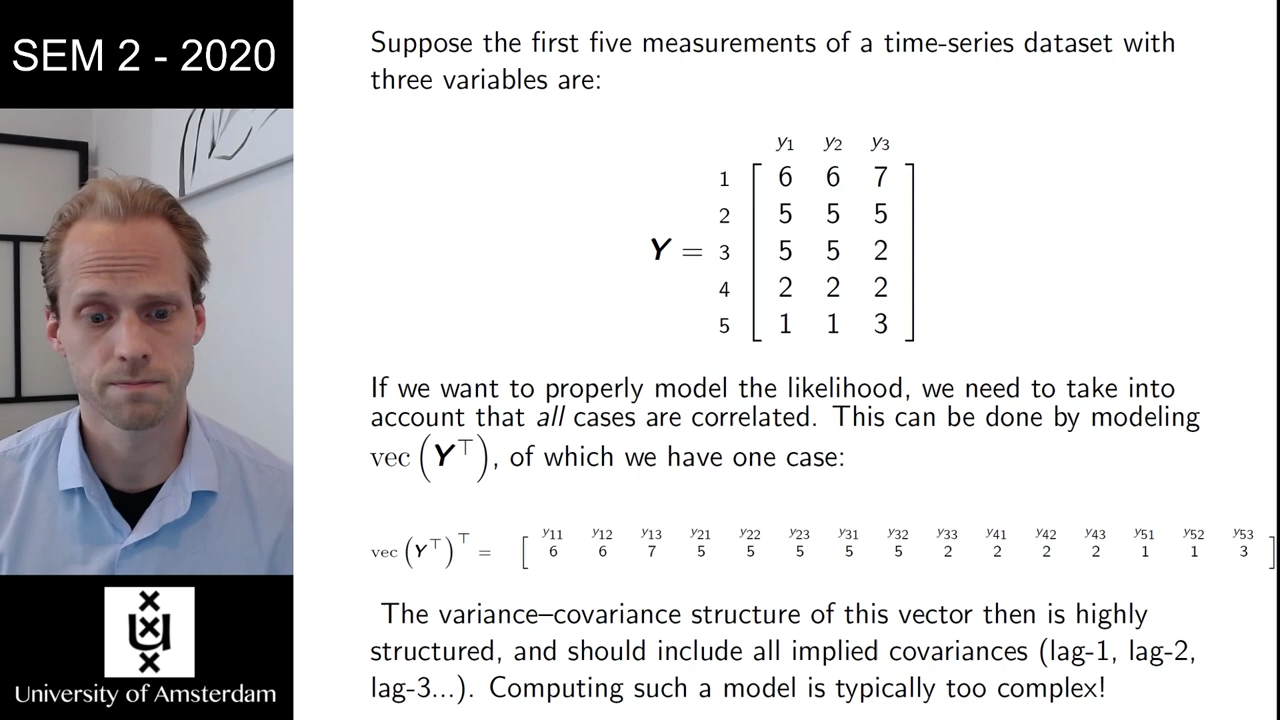 SEM 2 - 2020
Suppose the first five measurements of a time-series dataset with
three variables are:
y1 y2 y3
1 6 6 7
2 5 5 5
Y = 3 5 5 2
4 2 2 2
5 1 1 3
If we want to properly model the likelihood, we need to take into
account that all cases are correlated. This can be done by modeling
vec (Y⊤), of which we have one case:
y11 y12 y13 y21 y22 y23 y31 y32 y33 y41 y42 y43 y51 y52 y53
vec (Y⊤)⊤ = [ 6 6 7 5 5 5 5 5 2 2 2 2 1 1 3 ]
The variance–covariance structure of this vector then is highly
structured, and should include all implied covariances (lag-1, lag-2,
lag-3...). Computing such a model is typically too complex!
University of Amsterdam